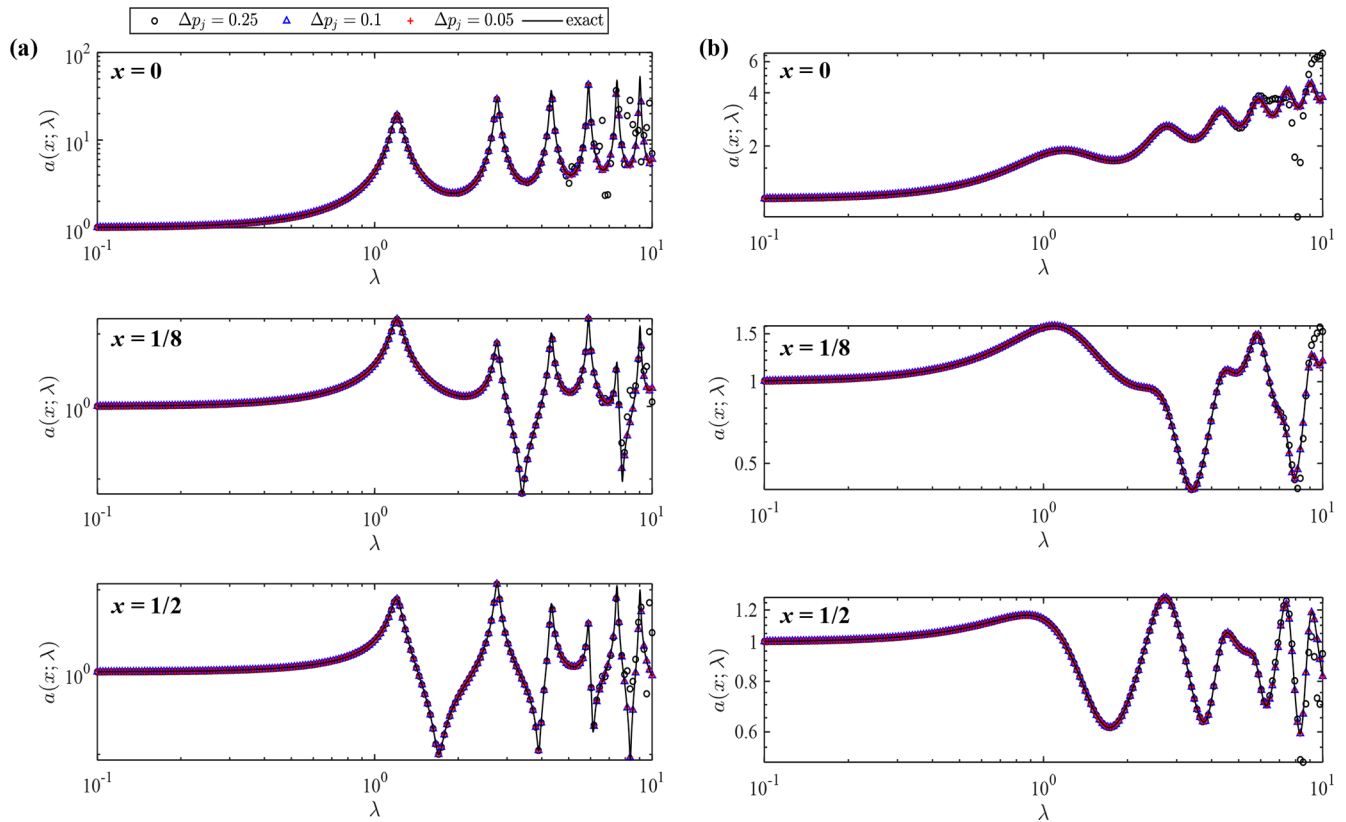 Δp_j = 0.25 Δp_j = 0.1 Δp_j = 0.05 exact
(a)
x = 0
a(x; λ)
10^2
10^1
10^0
10^-1 10^0 10^1
λ
x = 1/8
a(x; λ)
10^0
10^-1 10^0 10^1
λ
x = 1/2
a(x; λ)
10^0
10^-1 10^0 10^1
λ
(b)
x = 0
a(x; λ)
6
4
2
10^-1 10^0 10^1
λ
x = 1/8
a(x; λ)
1.5
1
0.5
10^-1 10^0 10^1
λ
x = 1/2
a(x; λ)
1.2
1
0.8
0.6
10^-1 10^0 10^1
λ